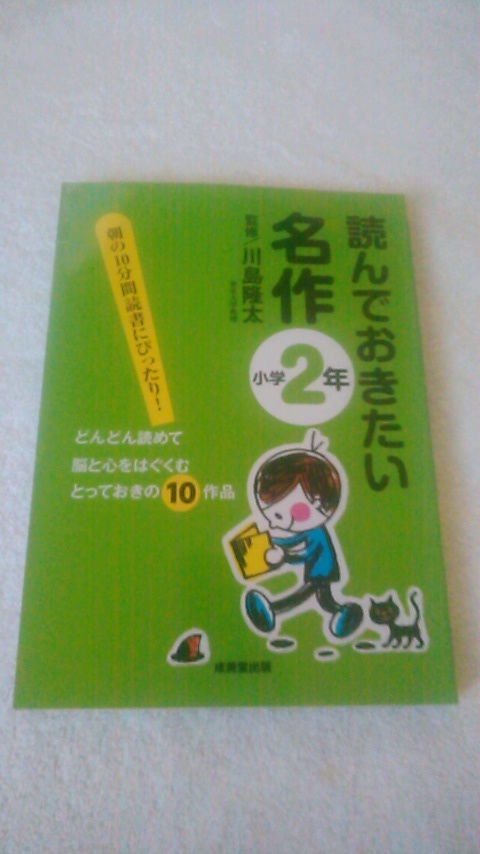 読んでおきたい
名作
小学2年
監修/川島隆太
朝の10分間読書にぴったり!
どんどん読めて
脳と心をはぐくむ
とっておきの10作品
成美堂出版